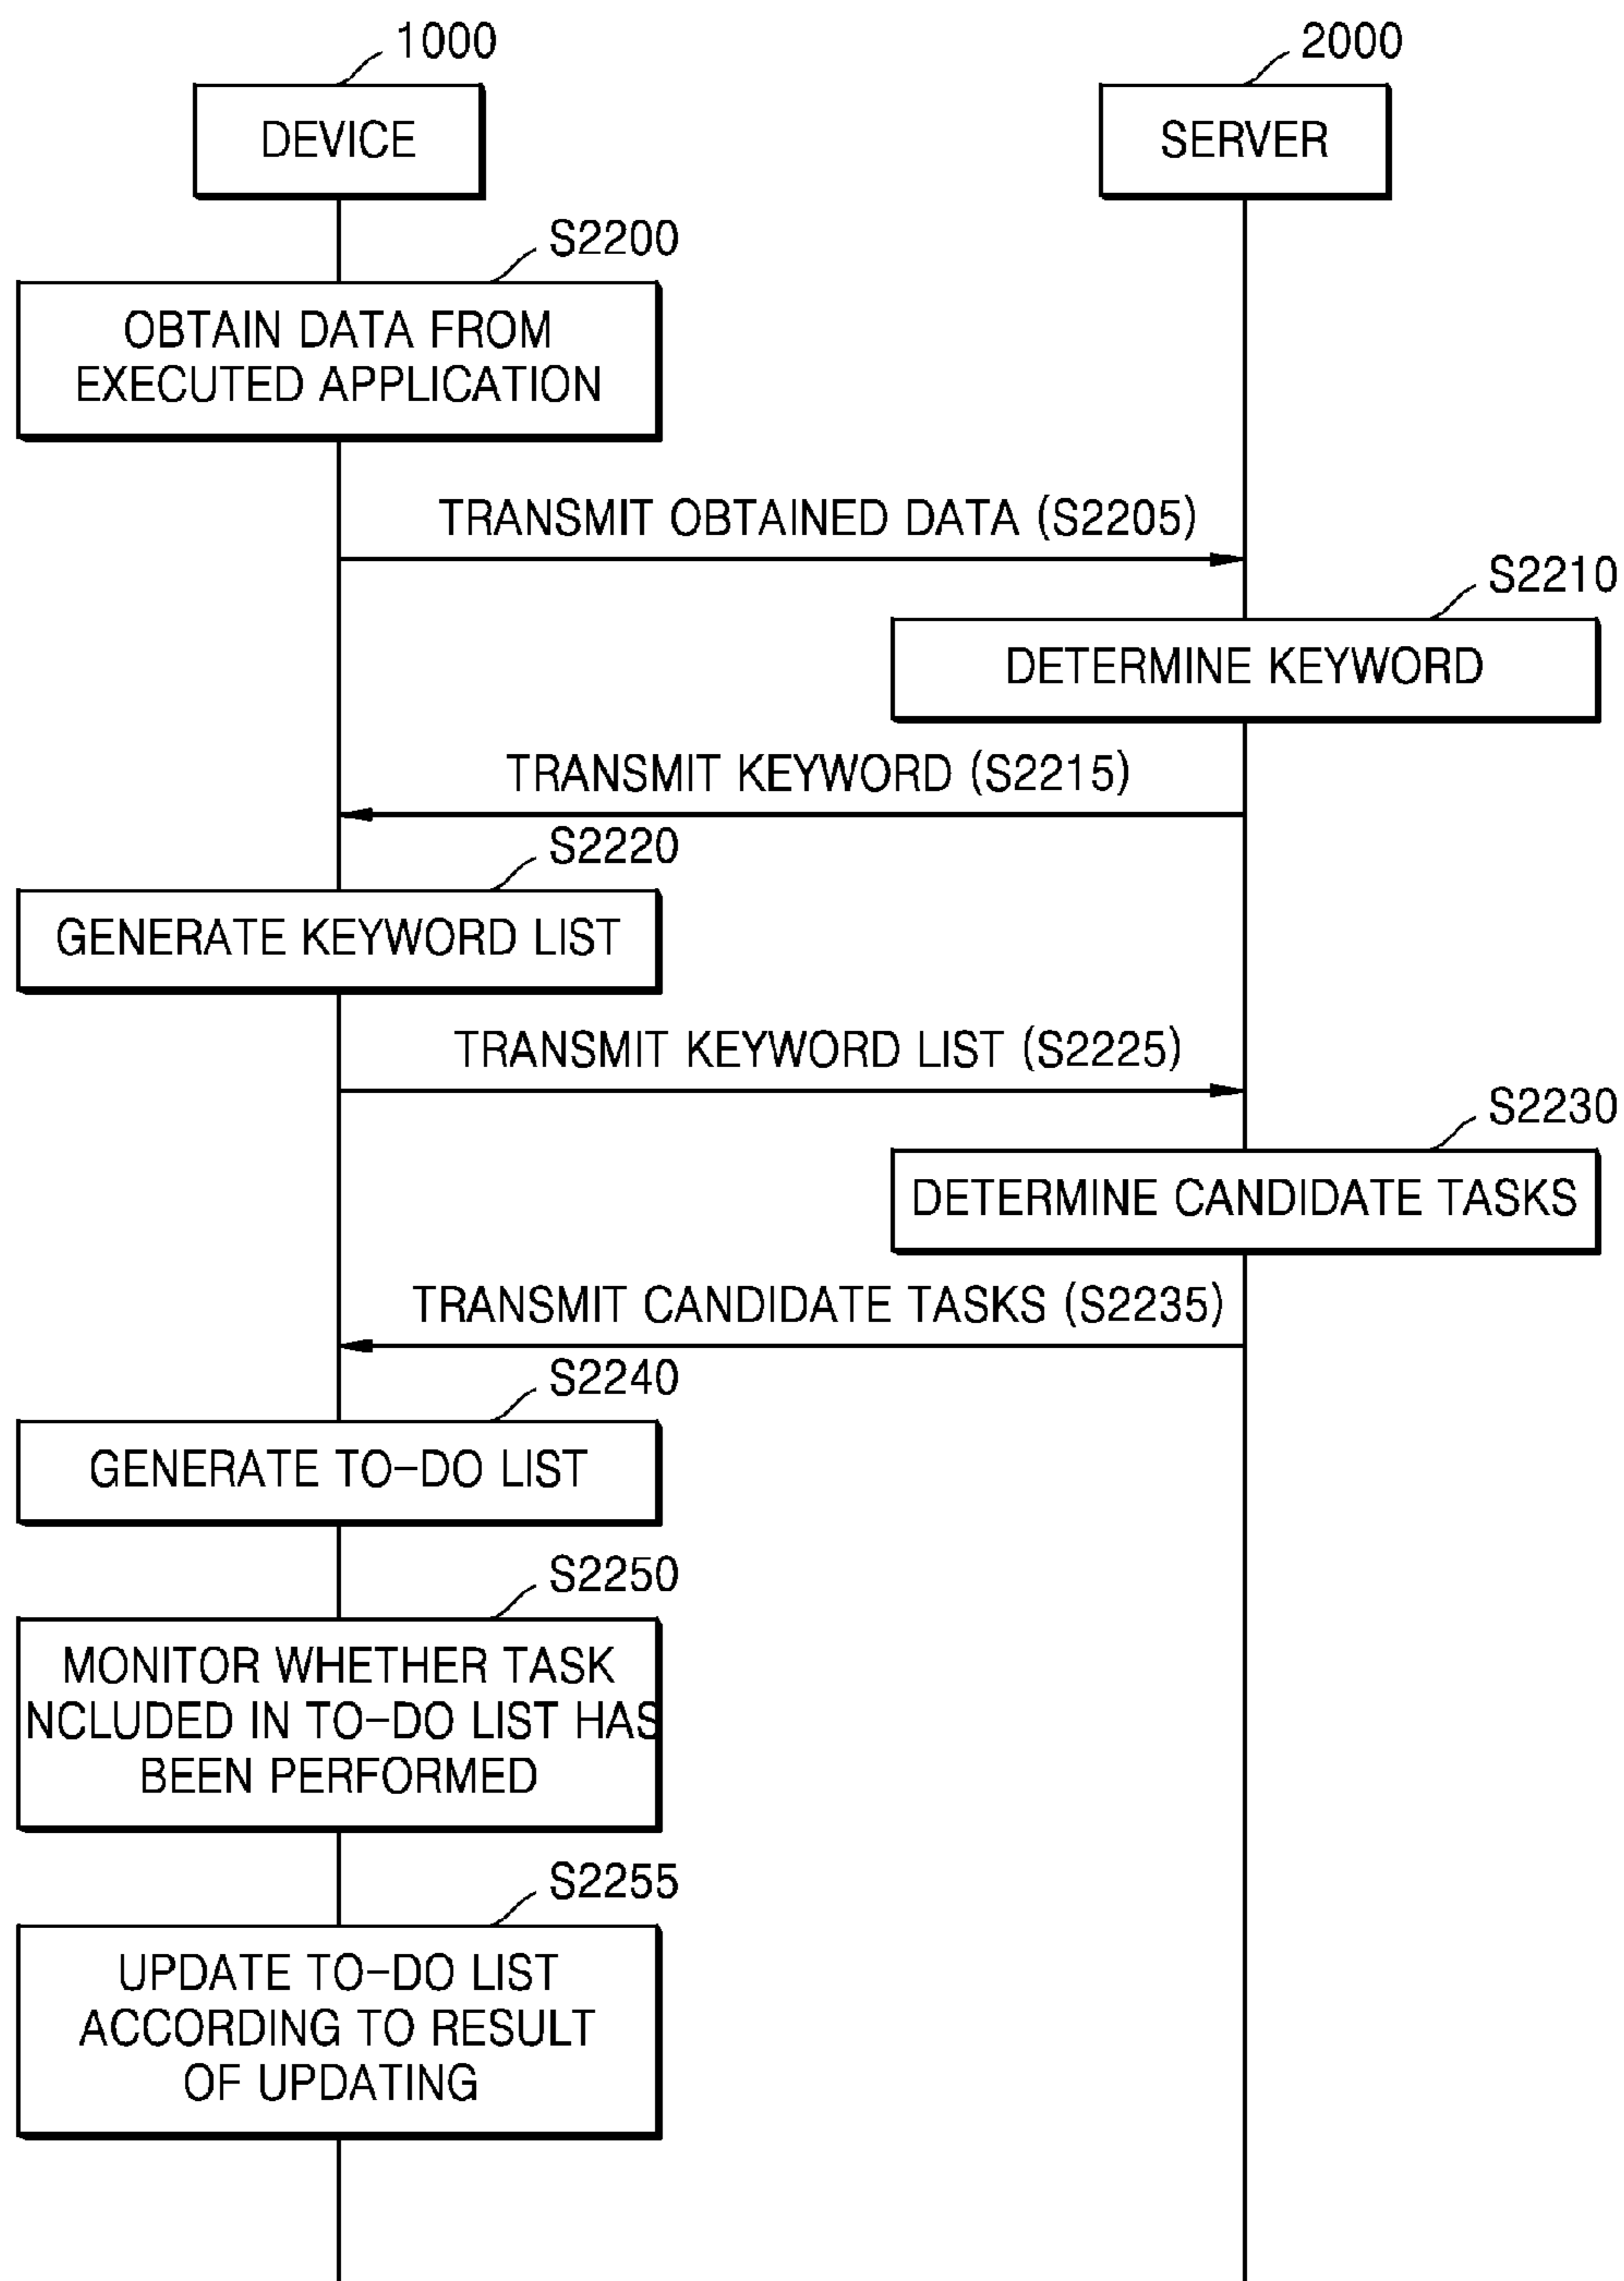 1000
2000
DEVICE
SERVER
S2200
OBTAIN DATA FROM
EXECUTED APPLICATION
TRANSMIT OBTAINED DATA (S2205)
S2210
DETERMINE KEYWORD
TRANSMIT KEYWORD (S2215)
S2220
GENERATE KEYWORD LIST
TRANSMIT KEYWORD LIST (S2225)
S2230
DETERMINE CANDIDATE TASKS
TRANSMIT CANDIDATE TASKS (S2235)
S2240
GENERATE TO-DO LIST
S2250
MONITOR WHETHER TASK
NCLUDED IN TO-DO LIST HAS
BEEN PERFORMED
S2255
UPDATE TO-DO LIST
ACCORDING TO RESULT
OF UPDATING